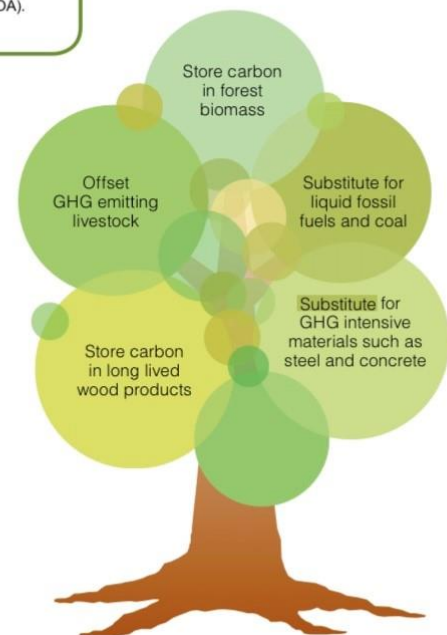 DA).
Store carbon
in forest
biomass
Offset
GHG emitting
livestock
Substitute for
liquid fossil
fuels and coal
Substitute for
GHG intensive
materials such as
steel and concrete
Store carbon
in long lived
wood products